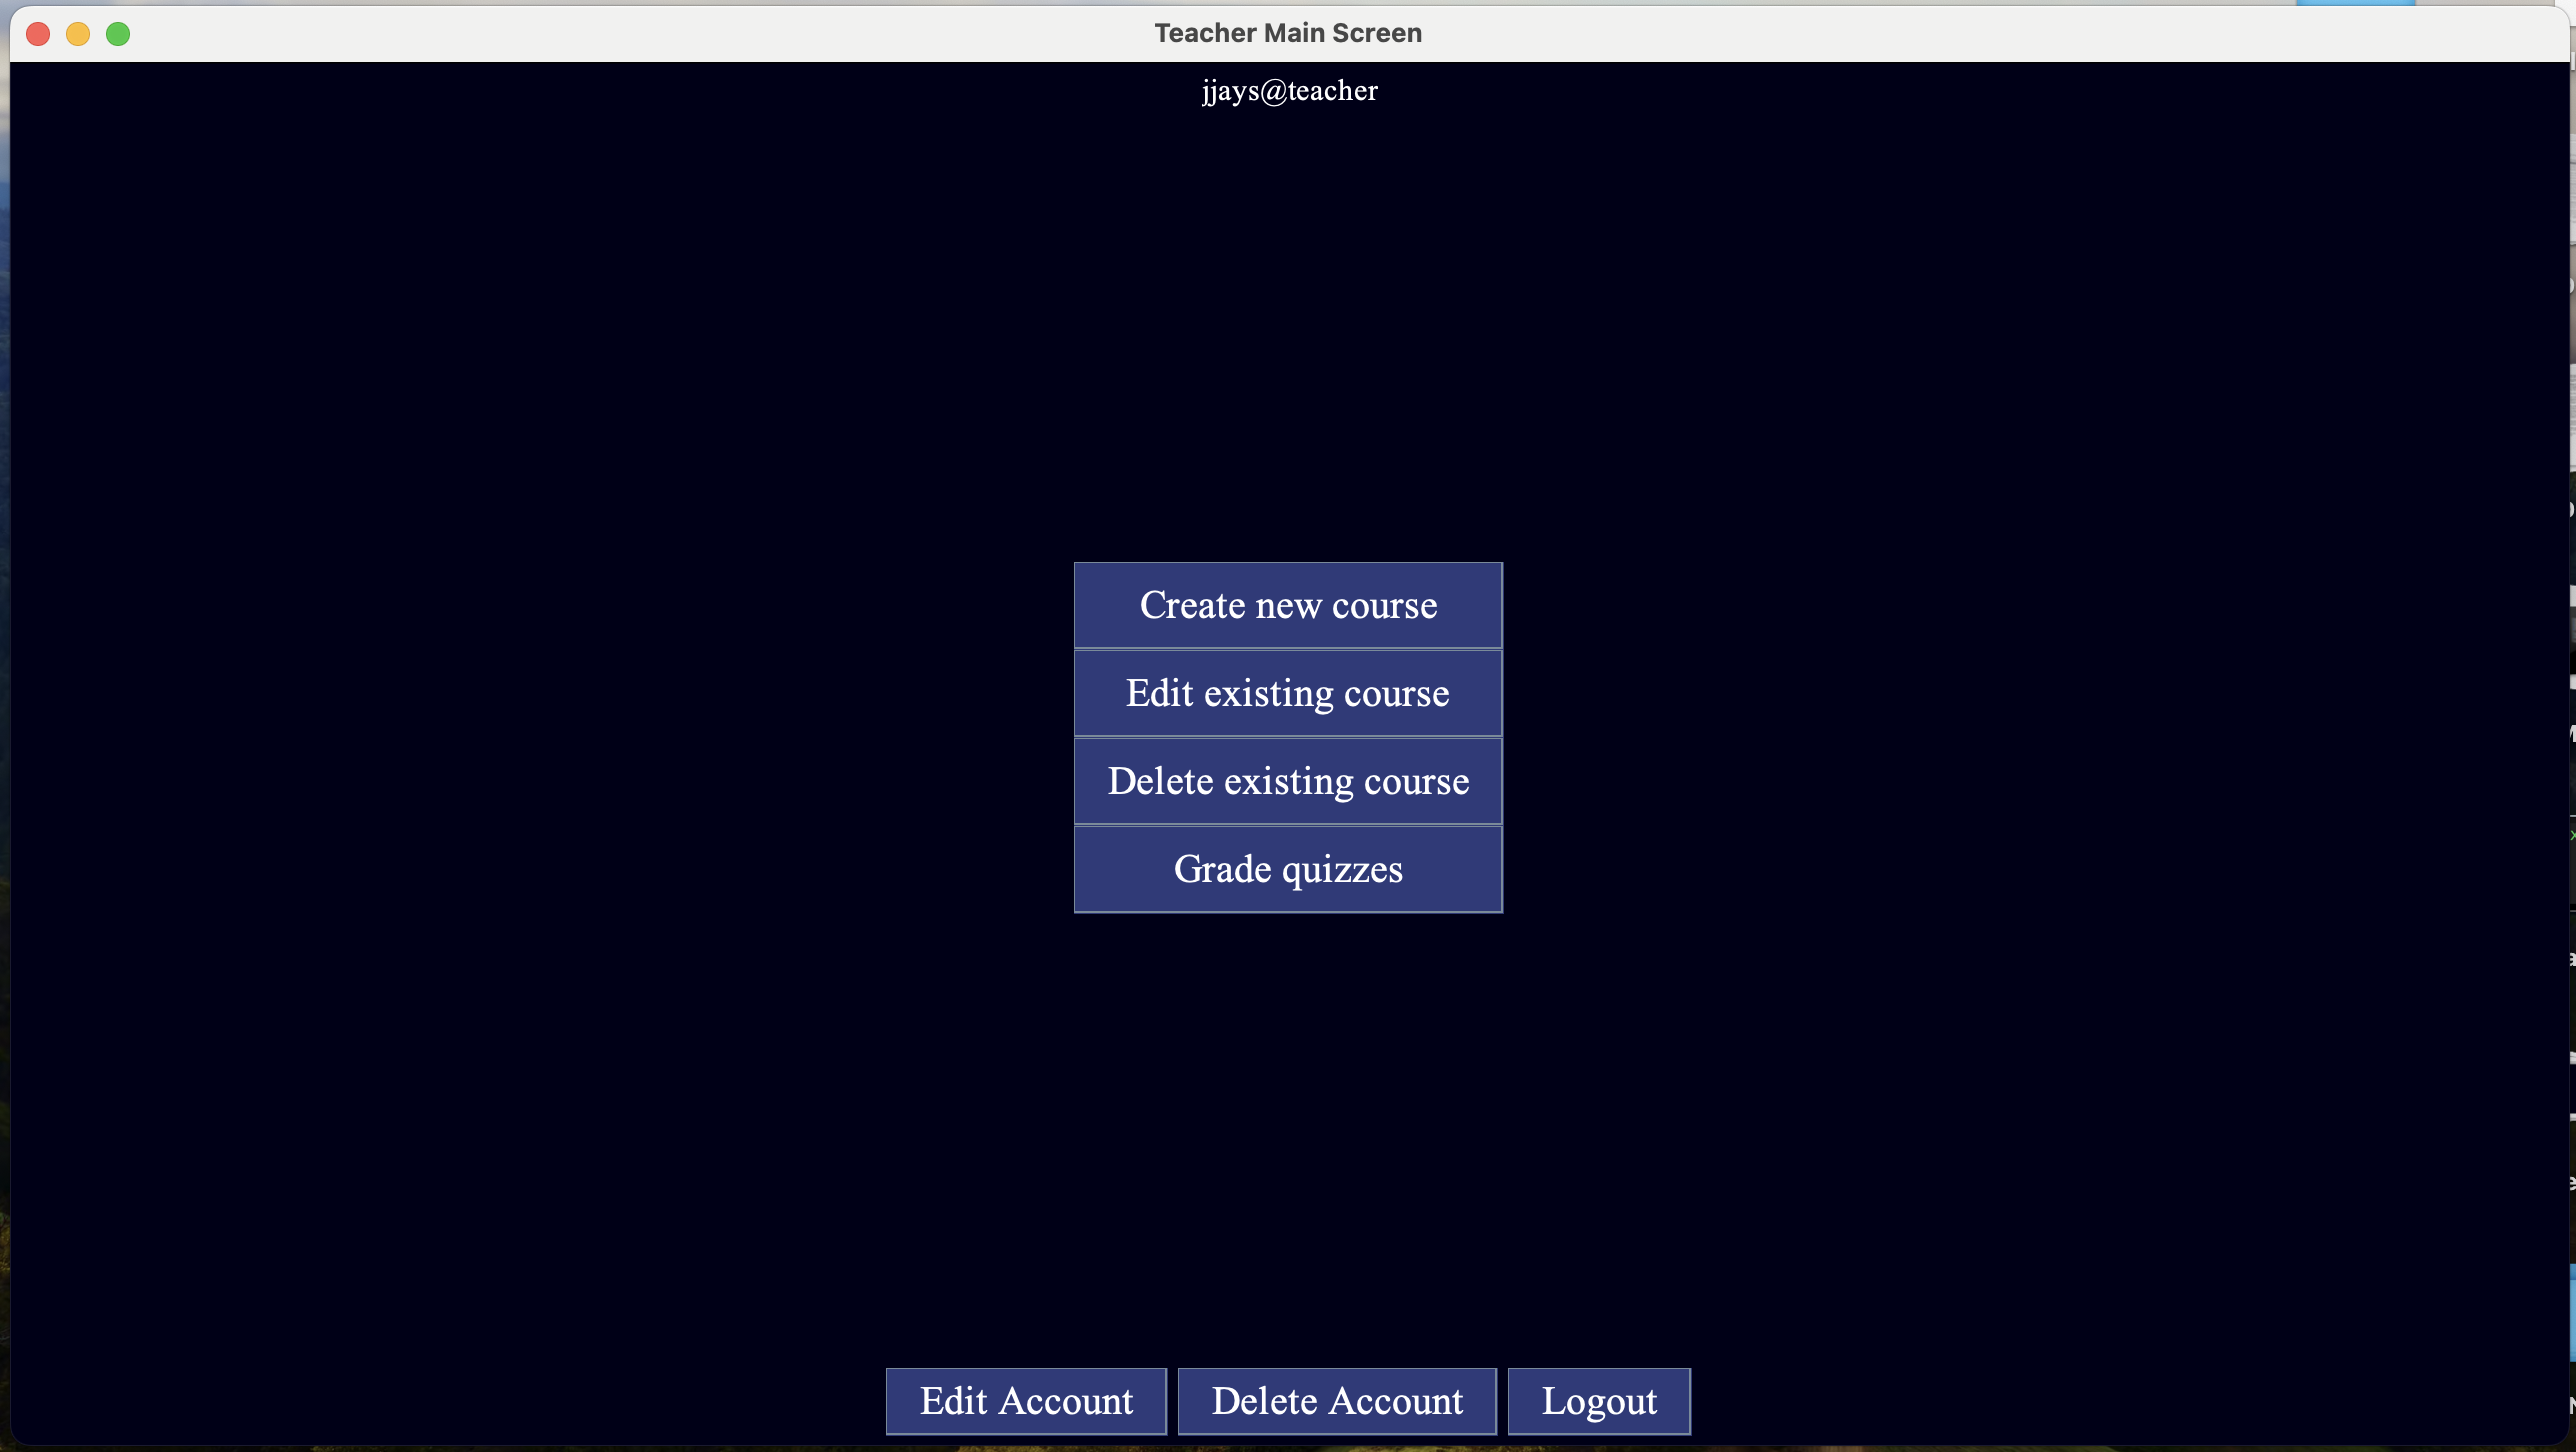 Teacher Main Screen
jjays@teacher
Create new course
Edit existing course
Delete existing course
Grade quizzes
Edit Account Delete Account Logout